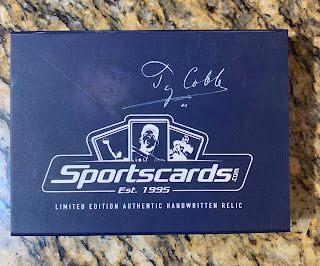 Ty Cobb
Sportscards.com
Est. 1995
LIMITED EDITION AUTHENTIC HANDWRITTEN RELIC